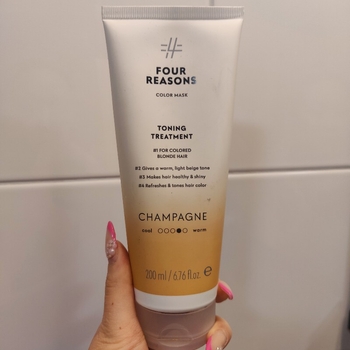 FOUR
REASONS
COLOR MASK
TONING
TREATMENT
#1 FOR COLORED
BLONDE HAIR
#2 Gives a warm, light beige tone
#3 Makes hair healthy & shiny
#4 Refreshes & tones hair color
CHAMPAGNE
cool warm
200 ml / 6.76 fl.oz. e